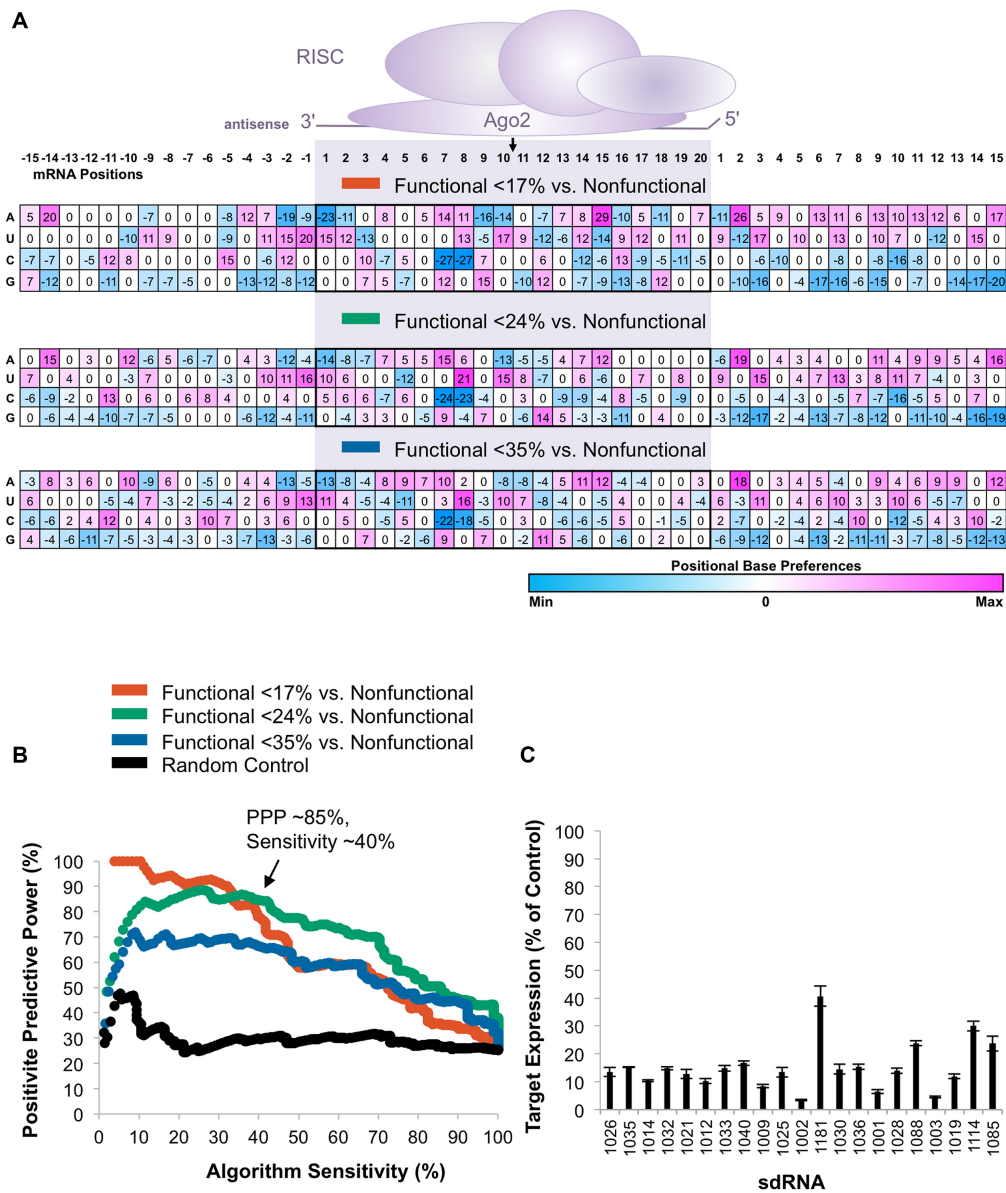 A
RISC
antisense 3' Ago2 5'
-15 -14 -13 -12 -11 -10 -9 -8 -7 -6 -5 -4 -3 -2 -1 1 2 3 4 5 6 7 8 9 10 11 12 13 14 15 16 17 18 19 20 1 2 3 4 5 6 7 8 9 10 11 12 13 14 15
mRNA Positions
Functional <17% vs. Nonfunctional
A 5 20 0 0 0 0 -7 0 0 0 -8 12 7 -19 -9 -23 -11 0 8 0 5 14 11 -16 -14 0 -13 7 8 29 -10 5 -11 0 7 -11 26 5 9 0 13 11 6 13 10 13 12 6 0 17
U 0 0 0 0 0 -10 11 9 0 0 -9 0 11 15 20 15 12 -13 0 0 0 13 -5 17 9 -12 -6 12 -14 9 12 0 11 0 9 -12 17 0 10 0 13 0 10 7 0 -12 0 14 0
C -7 -7 0 -5 12 8 0 0 0 0 15 0 -6 12 0 0 0 10 -7 5 0 -27 -27 7 0 0 6 0 -14 -6 13 -9 -19 -11 -5 0 0 -4 -10 0 0 -4 8 0 -16 -8 0 0 0 0
G 7 -12 0 0 -11 0 -7 -7 -5 0 0 -13 -12 -8 -12 0 0 7 5 -7 0 12 0 15 0 -10 12 0 -7 -17 -13 -8 18 0 0 0 -10 -16 0 -14 -17 -20
Functional <24% vs. Nonfunctional
A 0 15 0 3 0 12 -6 5 -6 -7 0 4 3 -12 -4 -14 -8 -7 7 5 5 15 6 0 -13 -5 -5 4 7 12 0 0 0 0 0 -6 19 0 -4 0 0 0 0 11 4 9 9 5 4 16
U 7 0 4 0 0 -3 7 0 0 0 -3 0 10 11 16 10 6 0 0 -12 0 0 21 0 15 8 -7 0 6 -6 0 7 0 8 0 9 0 15 0 4 7 13 3 8 11 7 -4 0 3 0
C -6 -9 -2 0 13 0 6 0 6 8 4 0 0 4 0 5 6 6 -7 6 0 -24 -23 -4 0 3 0 -9 -9 -4 8 0 -5 -9 0 0 -5 0 -5 0 0 -5 7 -7 -16 5 0 5 7 0
G 0 -6 -4 -4 -10 -7 -7 -5 0 0 -4 -4 -12 -4 -11 0 -4 3 3 0 -5 9 -4 7 0 -6 14 5 0 -6 -11 0 4 0 0 -3 -12 -17 -2 -4 -12 -9 -4 -10 -10 -5 -4 -4 -16 -19
Functional <35% vs. Nonfunctional
A -3 8 3 6 0 10 -9 6 0 -5 0 4 2 -13 -5 -13 -8 -4 8 9 7 10 2 0 -8 -8 -4 5 11 12 -4 -4 0 0 3 0 18 0 -5 0 4 0 0 9 4 6 9 9 0 12
U 6 0 0 0 -5 -4 7 -3 -2 -5 -4 2 6 9 13 11 4 -5 -4 -11 0 3 16 -3 10 7 -8 -4 0 -5 0 4 0 5 0 6 -3 11 0 4 6 10 3 3 10 6 -5 -7 0 0
C -6 -6 2 4 12 0 4 0 3 10 7 0 3 6 0 0 5 0 -5 5 0 -22 -18 -5 0 3 0 -6 -6 -5 5 0 -1 -5 0 2 -7 0 -2 0 2 -4 10 0 -12 -5 4 3 10 -2
G 4 -4 -6 -11 -7 -5 -3 -4 -3 0 -3 -7 -13 -3 -6 0 0 7 0 -2 -6 9 0 7 0 -2 11 5 0 -6 -5 0 2 0 0 -6 -9 -12 0 -4 -13 -2 -11 -11 -3 -7 -8 -5 -12 -13
Positional Base Preferences
Min 0 Max
Functional <17% vs. Nonfunctional
Functional <24% vs. Nonfunctional
Functional <35% vs. Nonfunctional
Random Control
B
PPP ~85%,
Sensitivity ~40%
Positivite Predictive Power (%)
100
90
80
70
60
50
40
30
20
10
0
0 10 20 30 40 50 60 70 80 90 100
Algorithm Sensitivity (%)
C
Target Expression (% of Control)
100
90
80
70
60
50
40
30
20
10
0
1026 1035 1014 1032 1021 1012 1033 1040 1009 1025 1002 1181 1030 1036 1001 1028 1088 1003 1019 1114 1085
sdRNA